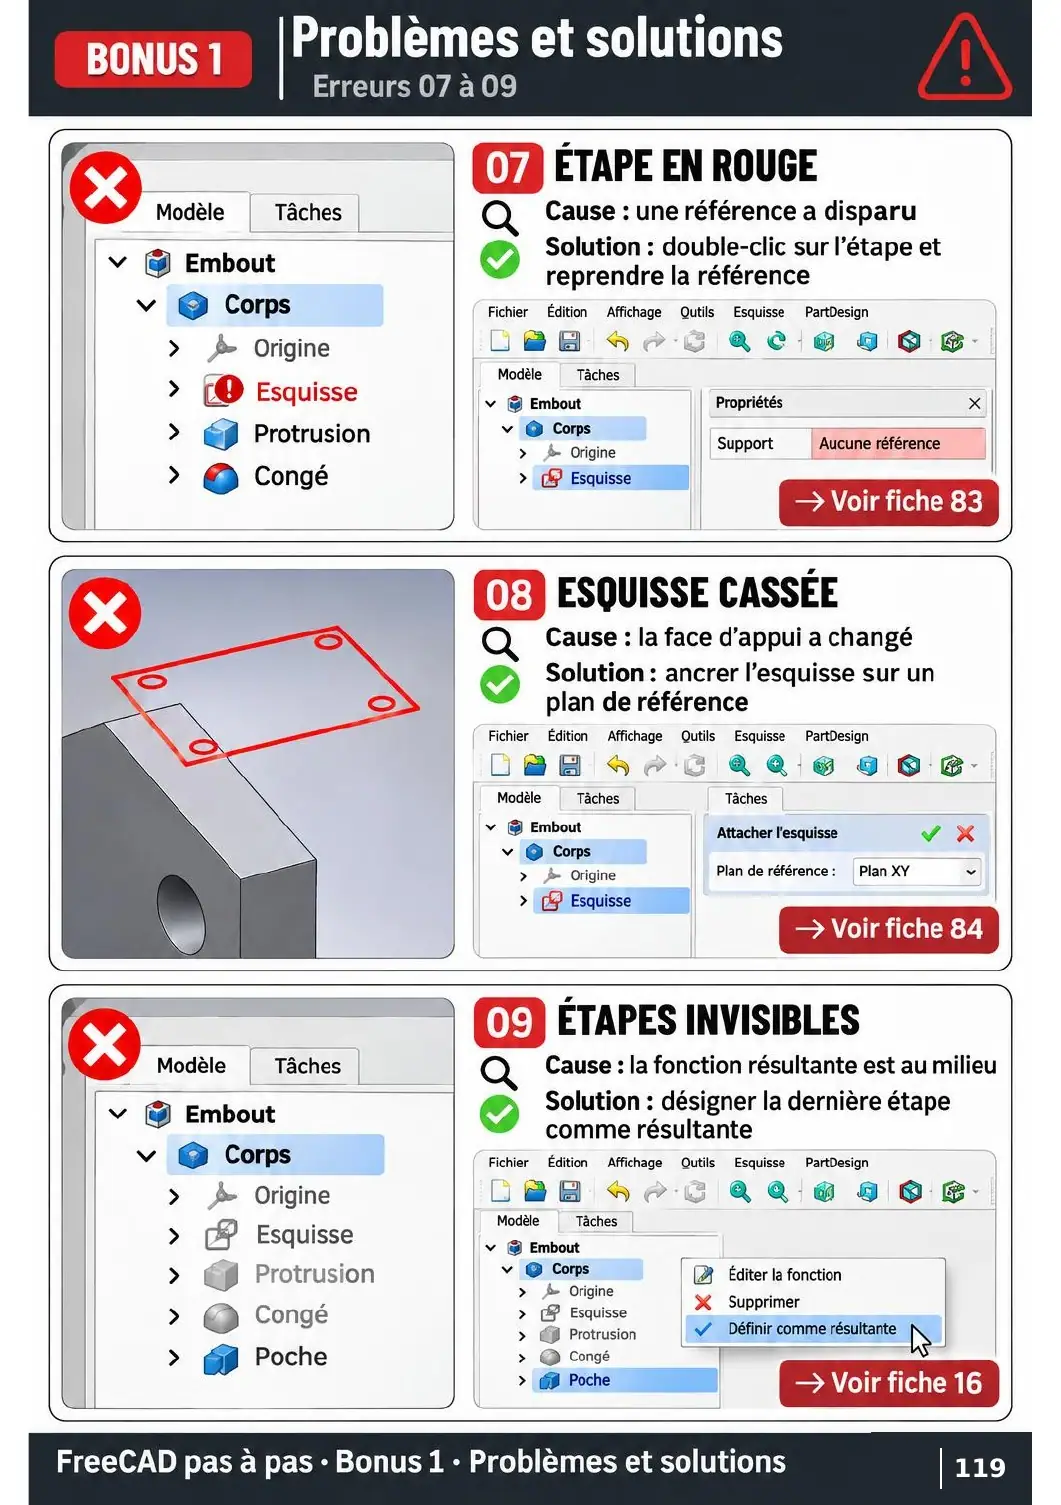 BONUS 1
Problèmes et solutions
Erreurs 07 à 09
Modèle
Tâches
Embout
Corps
Origine
Esquisse
Protrusion
Congé
07 ÉTAPE EN ROUGE
Cause : une référence a disparu
Solution : double-clic sur l'étape et
reprendre la référence
Fichier Édition Affichage Outils Esquisse PartDesign
Modèle Tâches
Embout
Corps
Origine
Esquisse
Propriétés
Support Aucune référence
→ Voir fiche 83
08 ESQUISSE CASSÉE
Cause : la face d'appui a changé
Solution : ancrer l'esquisse sur un
plan de référence
Fichier Édition Affichage Outils Esquisse PartDesign
Modèle Tâches
Embout
Corps
Origine
Esquisse
Tâches
Attacher l'esquisse
Plan de référence : Plan XY
→ Voir fiche 84
Modèle
Tâches
Embout
Corps
Origine
Esquisse
Protrusion
Congé
Poche
09 ÉTAPES INVISIBLES
Cause : la fonction résultante est au milieu
Solution : désigner la dernière étape
comme résultante
Fichier Édition Affichage Outils Esquisse PartDesign
Modèle Tâches
Embout
Corps
Origine
Esquisse
Protrusion
Congé
Poche
Éditer la fonction
Supprimer
Définir comme résultante
→ Voir fiche 16
FreeCAD pas à pas · Bonus 1 · Problèmes et solutions
119